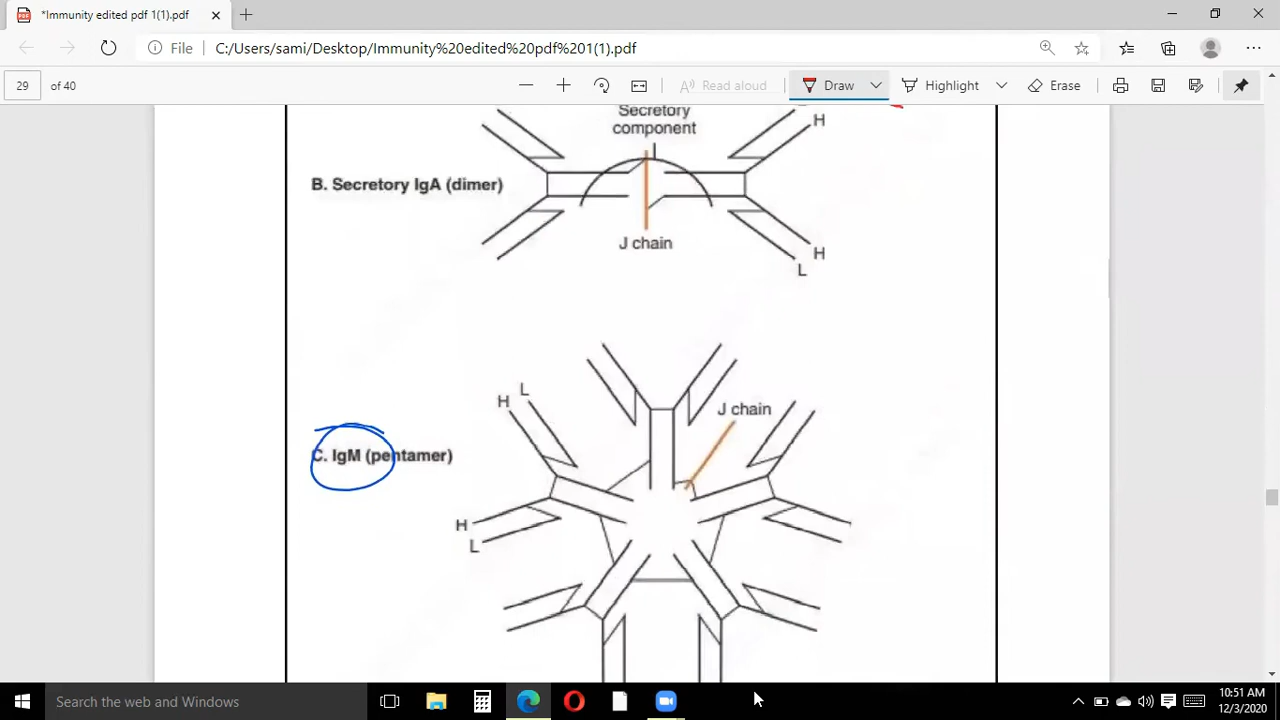 *Immunity edited pdf 1(1).pdf
File C:/Users/sami/Desktop/Immunity%20edited%20pdf%201(1).pdf
29 of 40 Read aloud Draw Highlight Erase
Secretory
component
H
B. Secretory IgA (dimer)
J chain
H
L
L
H
J chain
C. IgM (pentamer)
H
L
Search the web and Windows
10:51 AM
12/3/2020